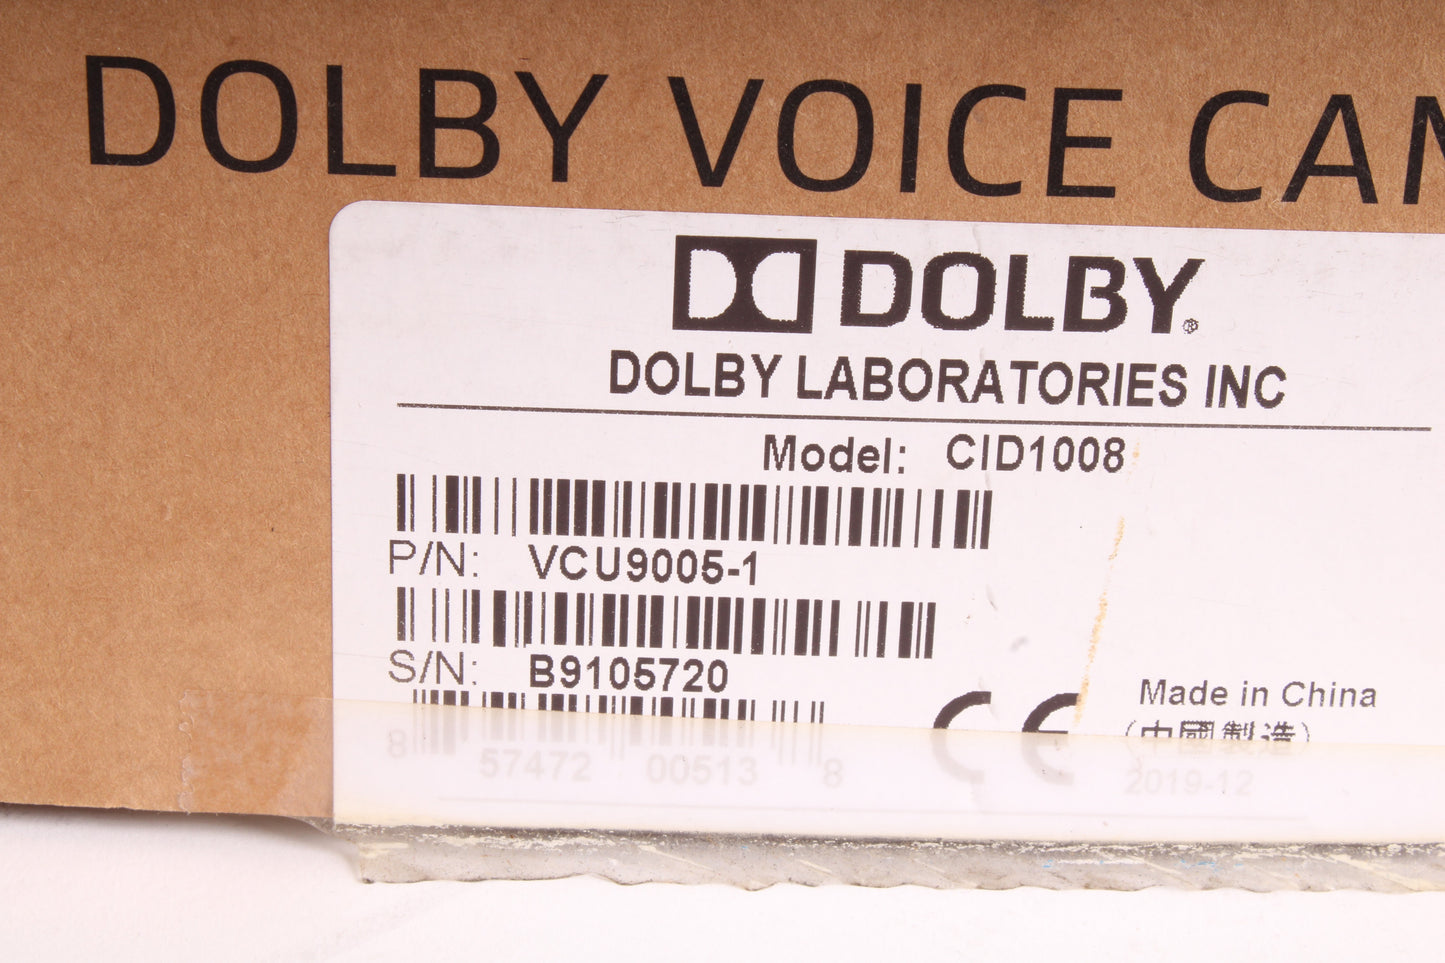 DOLBY VOICE CAM
DOLBY®
DOLBY LABORATORIES INC
Model: CID1008
P/N: VCU9005-1
S/N: B9105720
8 57472 00513 8
CE
Made in China
(中國製造)
2019-12